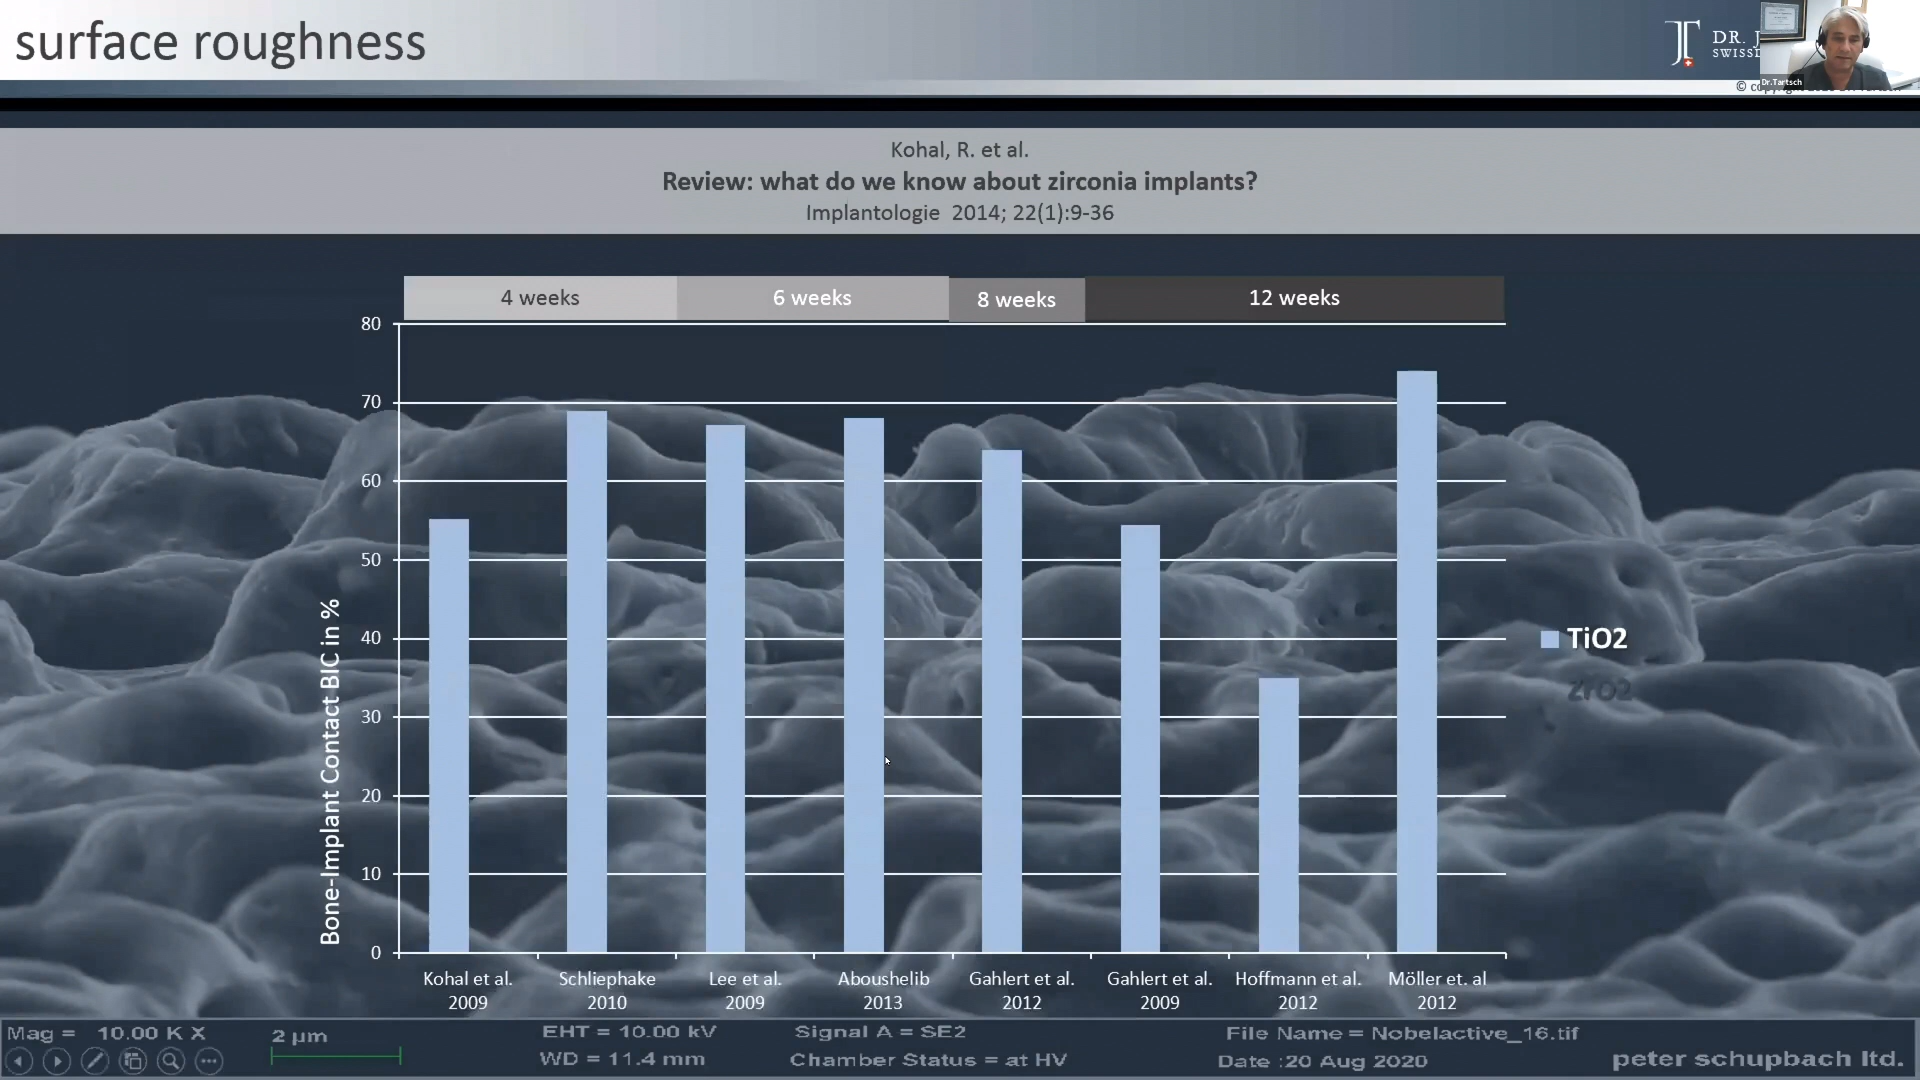 surface roughness
DR. J
SWISSD
Dr.Tartsch
Kohal, R. et al.
Review: what do we know about zirconia implants?
Implantologie 2014; 22(1):9-36
4 weeks
6 weeks
8 weeks
12 weeks
80
70
60
50
40
30
20
10
0
Bone-Implant Contact BIC in %
TiO2
ZrO2
Kohal et al.
2009
Schliephake
2010
Lee et al.
2009
Aboushelib
2013
Gahlert et al.
2012
Gahlert et al.
2009
Hoffmann et al.
2012
Möller et. al
2012
Mag = 10.00 K X
2 µm
EHT = 10.00 kV
WD = 11.4 mm
Signal A = SE2
Chamber Status = at HV
File Name = Nobelactive_16.tif
Date :20 Aug 2020
peter schupbach ltd.